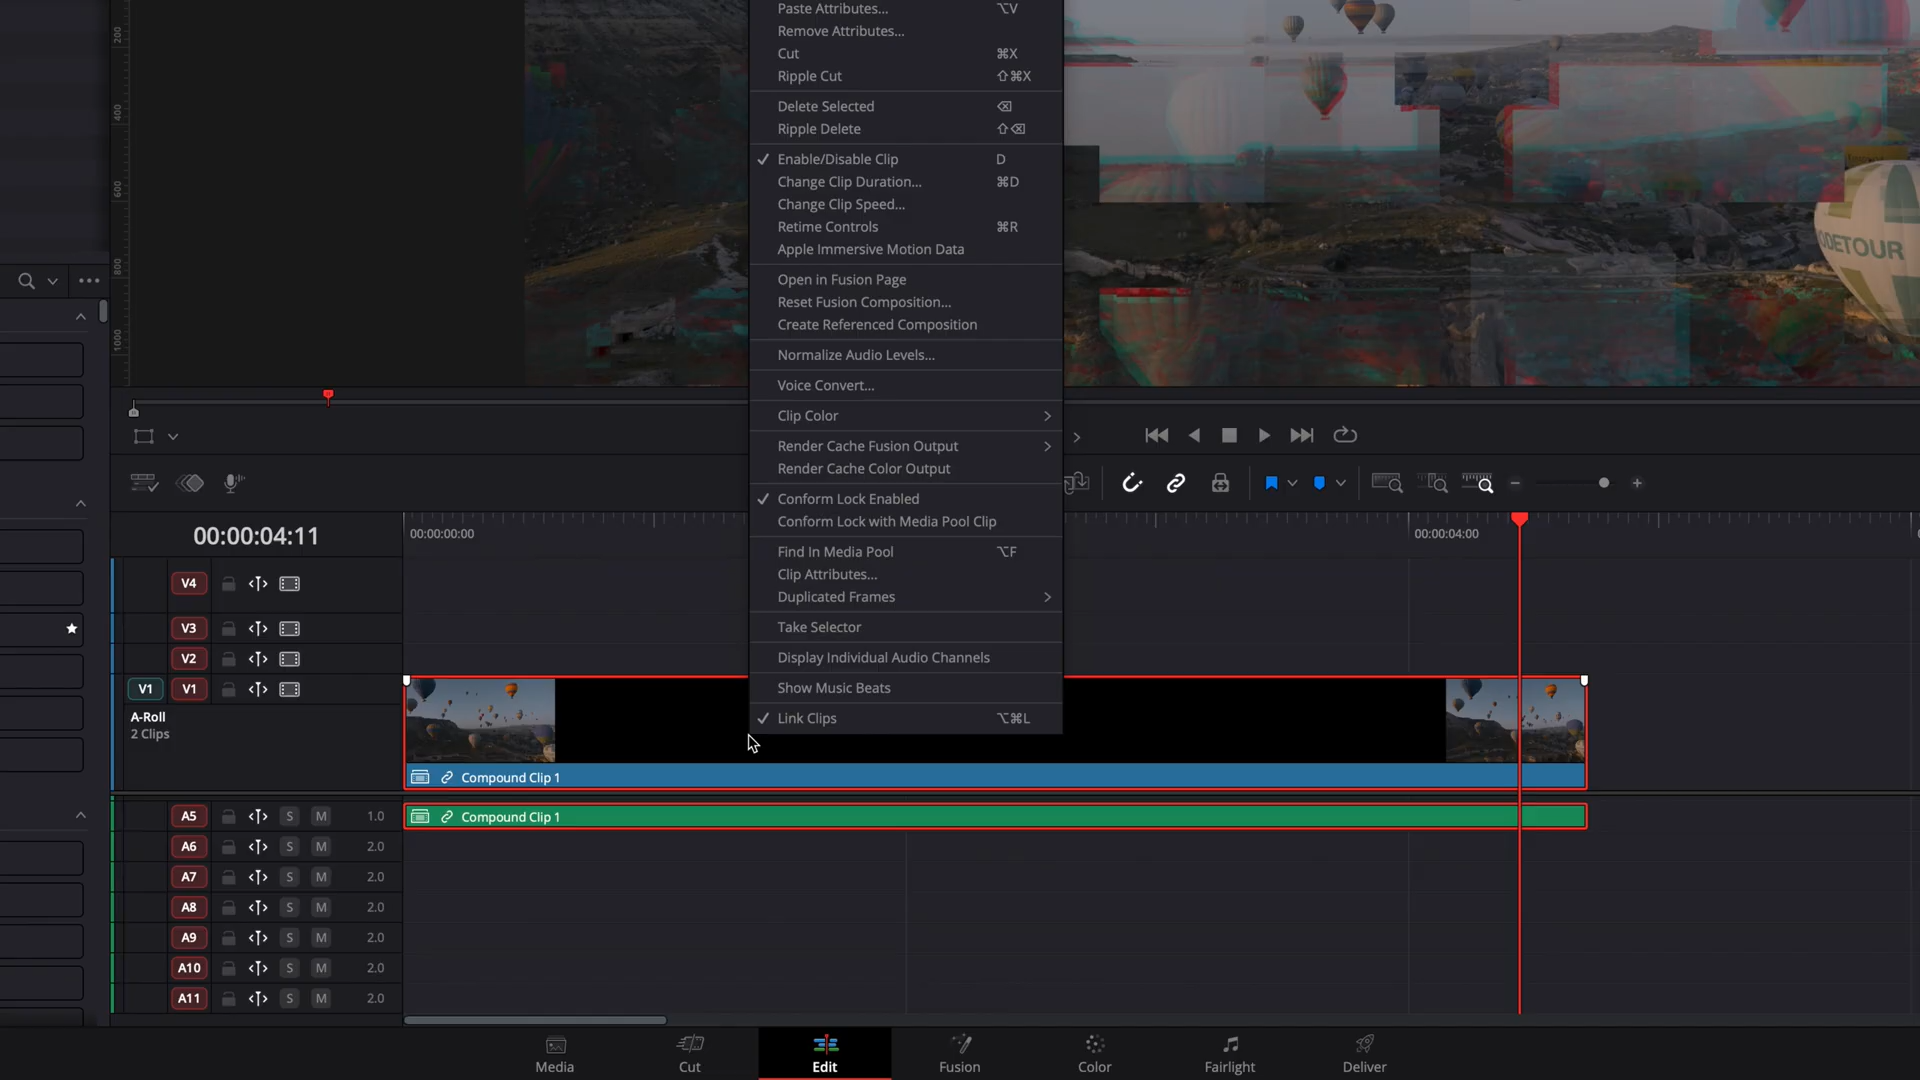 Paste Attributes... ⌥V
Remove Attributes...
Cut ⌘X
Ripple Cut ⇧⌘X
Delete Selected ⌫
Ripple Delete ⇧⌫
✓ Enable/Disable Clip D
Change Clip Duration... ⌘D
Change Clip Speed...
Retime Controls ⌘R
Apple Immersive Motion Data
Open in Fusion Page
Reset Fusion Composition...
Create Referenced Composition
Normalize Audio Levels...
Voice Convert...
Clip Color
Render Cache Fusion Output
Render Cache Color Output
✓ Conform Lock Enabled
Conform Lock with Media Pool Clip
Find In Media Pool ⌥F
Clip Attributes...
Duplicated Frames
Take Selector
Display Individual Audio Channels
Show Music Beats
✓ Link Clips ⌥⌘L
200
400
600
800
1000
ODETOUR
00:00:04:11
00:00:00:00
00:00:04:00
V4
V3
V2
V1 V1
A-Roll
2 Clips
Compound Clip 1
A5 S M 1.0
Compound Clip 1
A6 S M 2.0
A7 S M 2.0
A8 S M 2.0
A9 S M 2.0
A10 S M 2.0
A11 S M 2.0
Media
Cut
Edit
Fusion
Color
Fairlight
Deliver